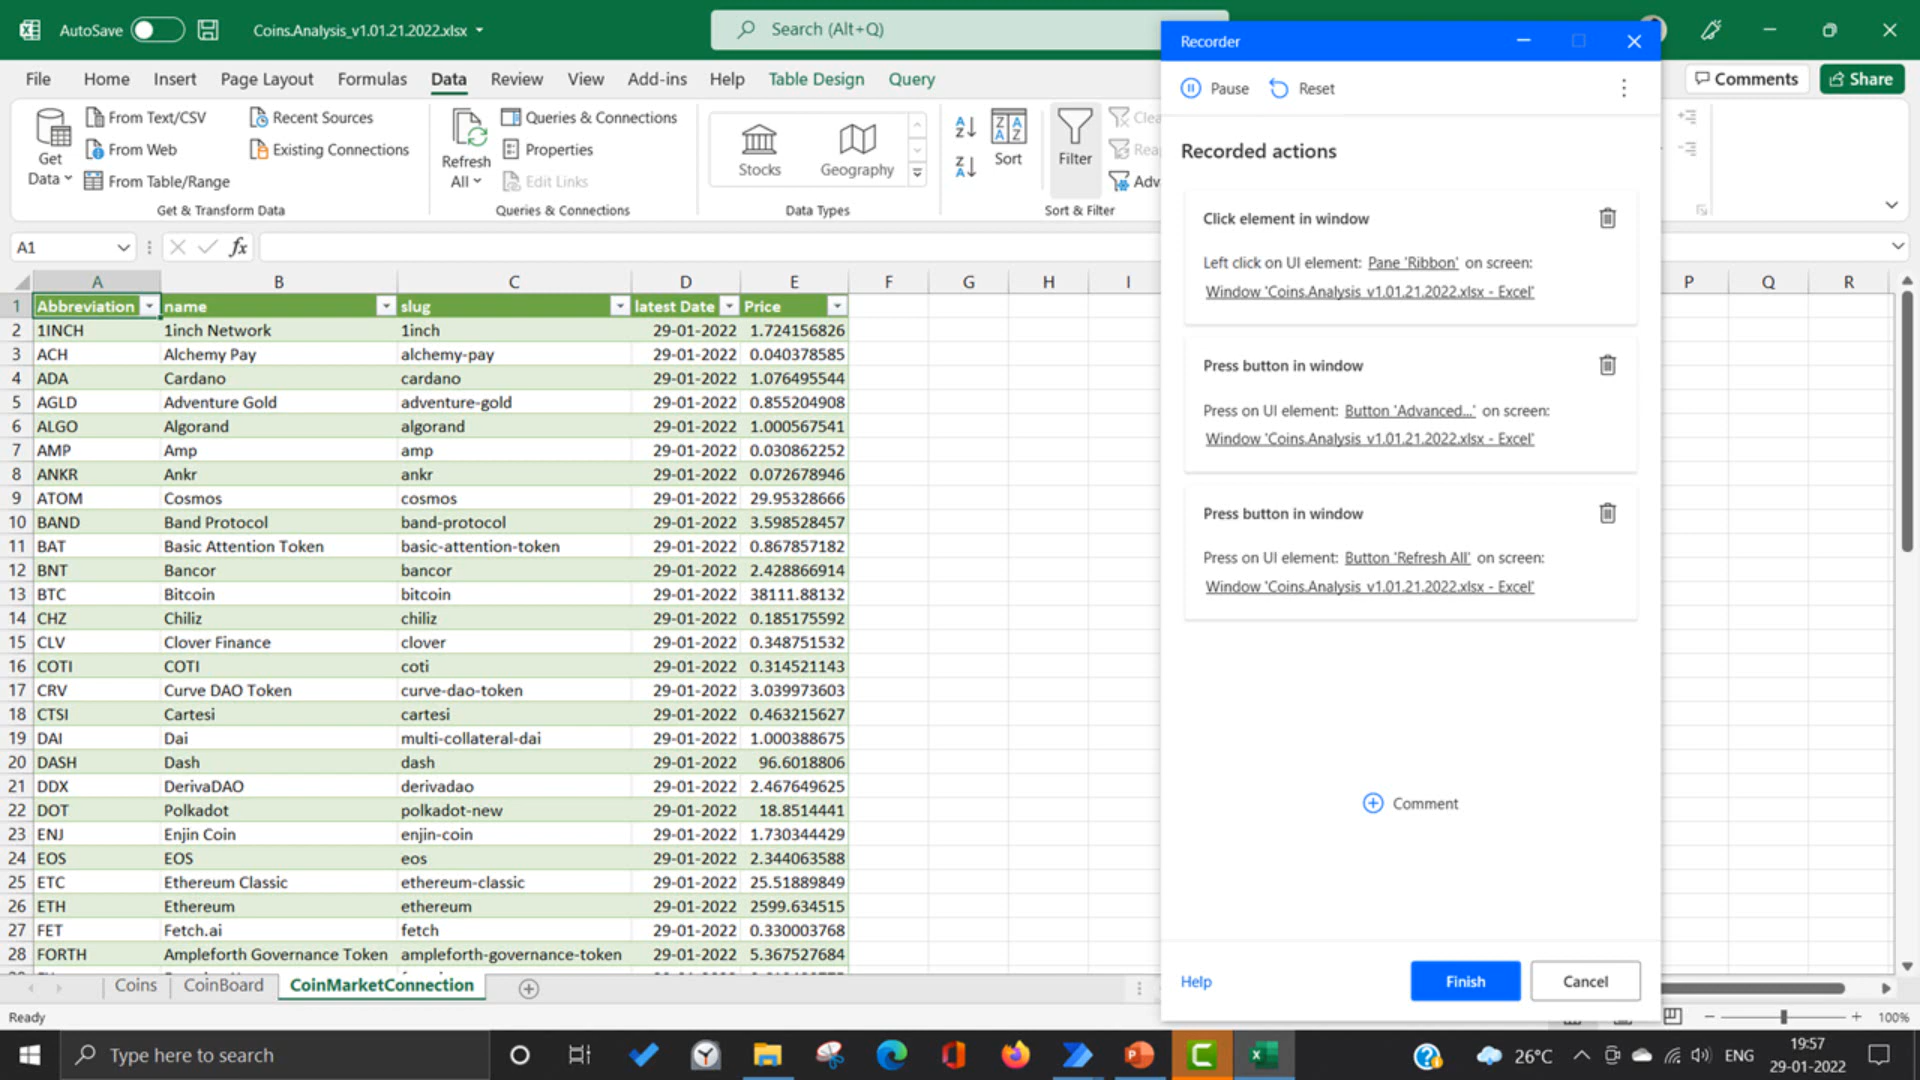 AutoSave
Coins.Analysis_v1.01.21.2022.xlsx
Search (Alt+Q)
File Home Insert Page Layout Formulas Data Review View Add-ins Help Table Design Query
Comments
Share
Get Data
From Text/CSV
From Web
From Table/Range
Recent Sources
Existing Connections
Get & Transform Data
Refresh All
Queries & Connections
Properties
Edit Links
Queries & Connections
Stocks
Geography
Data Types
Sort
Filter
Sort & Filter
A1
fx
A B C D E F G H I P Q R
1 Abbreviation name slug latest Date Price
2 1INCH 1inch Network 1inch 29-01-2022 1.724156826
3 ACH Alchemy Pay alchemy-pay 29-01-2022 0.040378585
4 ADA Cardano cardano 29-01-2022 1.076495544
5 AGLD Adventure Gold adventure-gold 29-01-2022 0.855204908
6 ALGO Algorand algorand 29-01-2022 1.000567541
7 AMP Amp amp 29-01-2022 0.030862252
8 ANKR Ankr ankr 29-01-2022 0.072678946
9 ATOM Cosmos cosmos 29-01-2022 29.95328666
10 BAND Band Protocol band-protocol 29-01-2022 3.598528457
11 BAT Basic Attention Token basic-attention-token 29-01-2022 0.867857182
12 BNT Bancor bancor 29-01-2022 2.428866914
13 BTC Bitcoin bitcoin 29-01-2022 38111.88132
14 CHZ Chiliz chiliz 29-01-2022 0.185175592
15 CLV Clover Finance clover 29-01-2022 0.348751532
16 COTI COTI coti 29-01-2022 0.314521143
17 CRV Curve DAO Token curve-dao-token 29-01-2022 3.039973603
18 CTSI Cartesi cartesi 29-01-2022 0.463215627
19 DAI Dai multi-collateral-dai 29-01-2022 1.000388675
20 DASH Dash dash 29-01-2022 96.6018806
21 DDX DerivaDAO derivadao 29-01-2022 2.467649625
22 DOT Polkadot polkadot-new 29-01-2022 18.8514441
23 ENJ Enjin Coin enjin-coin 29-01-2022 1.730344429
24 EOS EOS eos 29-01-2022 2.344063588
25 ETC Ethereum Classic ethereum-classic 29-01-2022 25.51889849
26 ETH Ethereum ethereum 29-01-2022 2599.634515
27 FET Fetch.ai fetch 29-01-2022 0.330003768
28 FORTH Ampleforth Governance Token ampleforth-governance-token 29-01-2022 5.367527684
Coins CoinBoard CoinMarketConnection
Ready
100%
Recorder
Pause Reset
Recorded actions
Click element in window
Left click on UI element: Pane 'Ribbon' on screen:
Window 'Coins.Analysis_v1.01.21.2022.xlsx - Excel'
Press button in window
Press on UI element: Button 'Advanced...' on screen:
Window 'Coins.Analysis_v1.01.21.2022.xlsx - Excel'
Press button in window
Press on UI element: Button 'Refresh All' on screen:
Window 'Coins.Analysis_v1.01.21.2022.xlsx - Excel'
Comment
Help
Finish
Cancel
Type here to search
26°C
ENG
19:57
29-01-2022